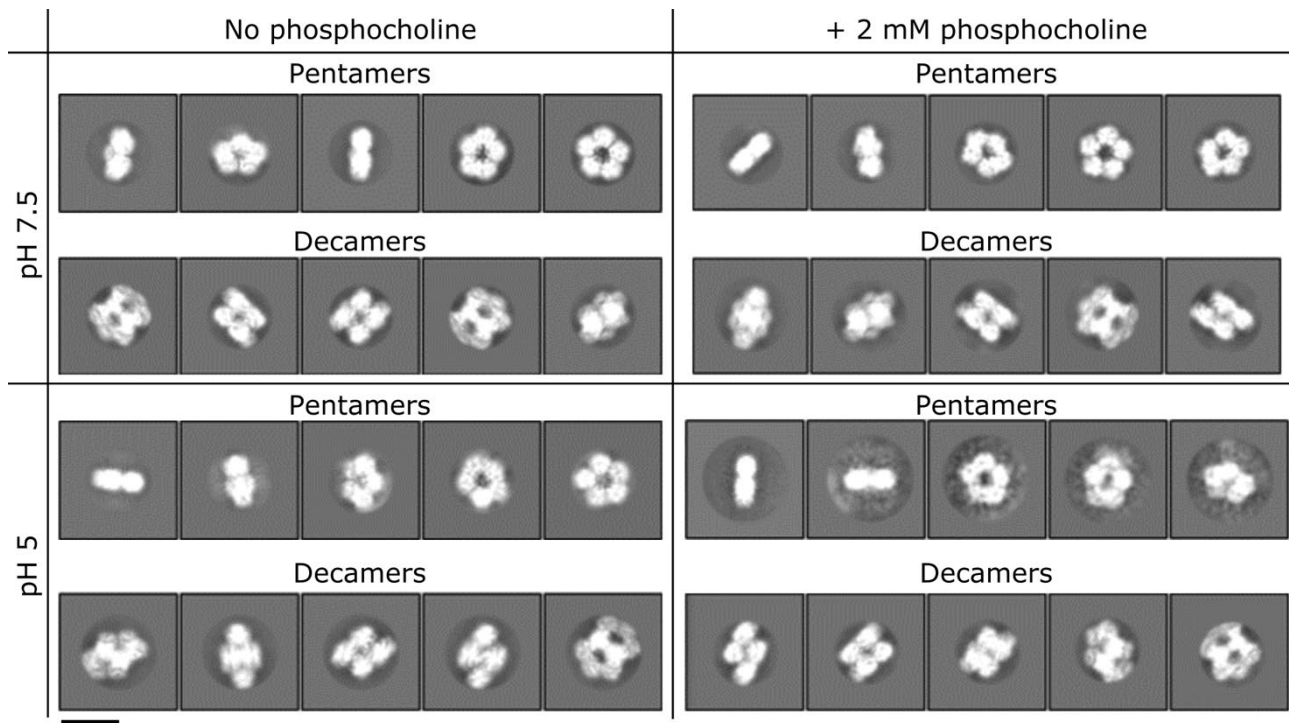 No phosphocholine
+ 2 mM phosphocholine
pH 7.5
Pentamers
Pentamers
Decamers
Decamers
pH 5
Pentamers
Pentamers
Decamers
Decamers